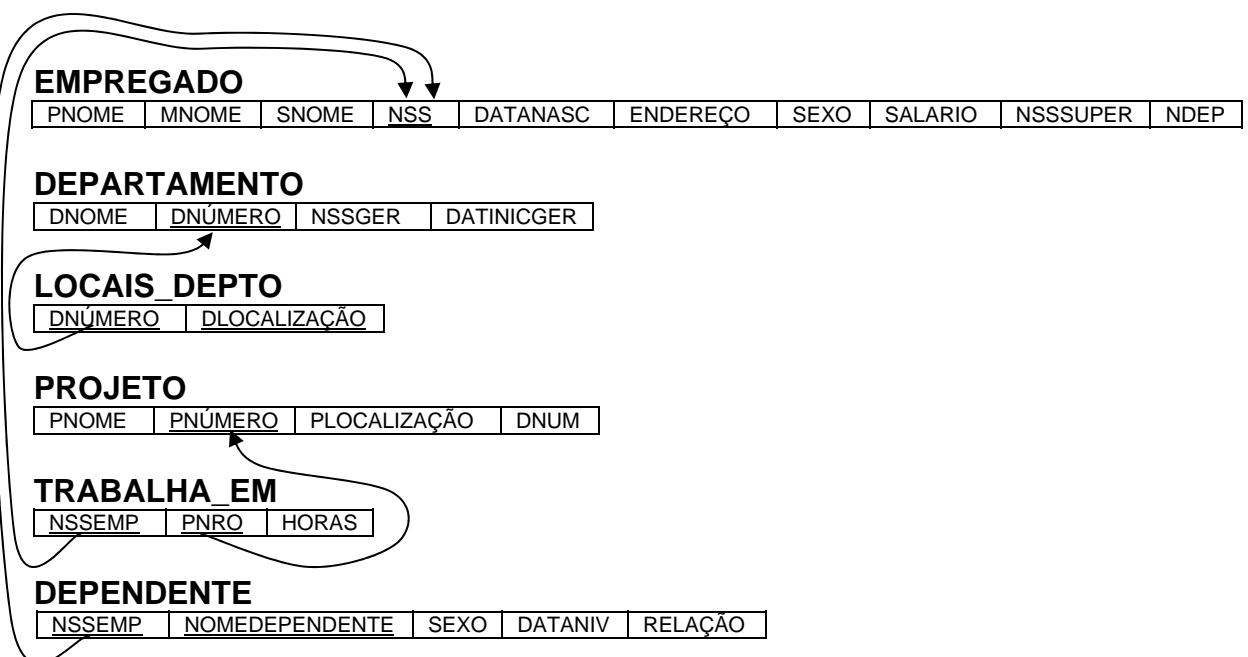 EMPREGADO
PNOME MNOME SNOME NSS DATANASC ENDEREÇO SEXO SALARIO NSSSUPER NDEP
DEPARTAMENTO
DNOME DNÚMERO NSSGER DATINICGER
LOCAIS_DEPTO
DNÚMERO DLOCALIZAÇÃO
PROJETO
PNOME PNÚMERO PLOCALIZAÇÃO DNUM
TRABALHA_EM
NSSEMP PNRO HORAS
DEPENDENTE
NSSEMP NOMEDEPENDENTE SEXO DATANIV RELAÇÃO